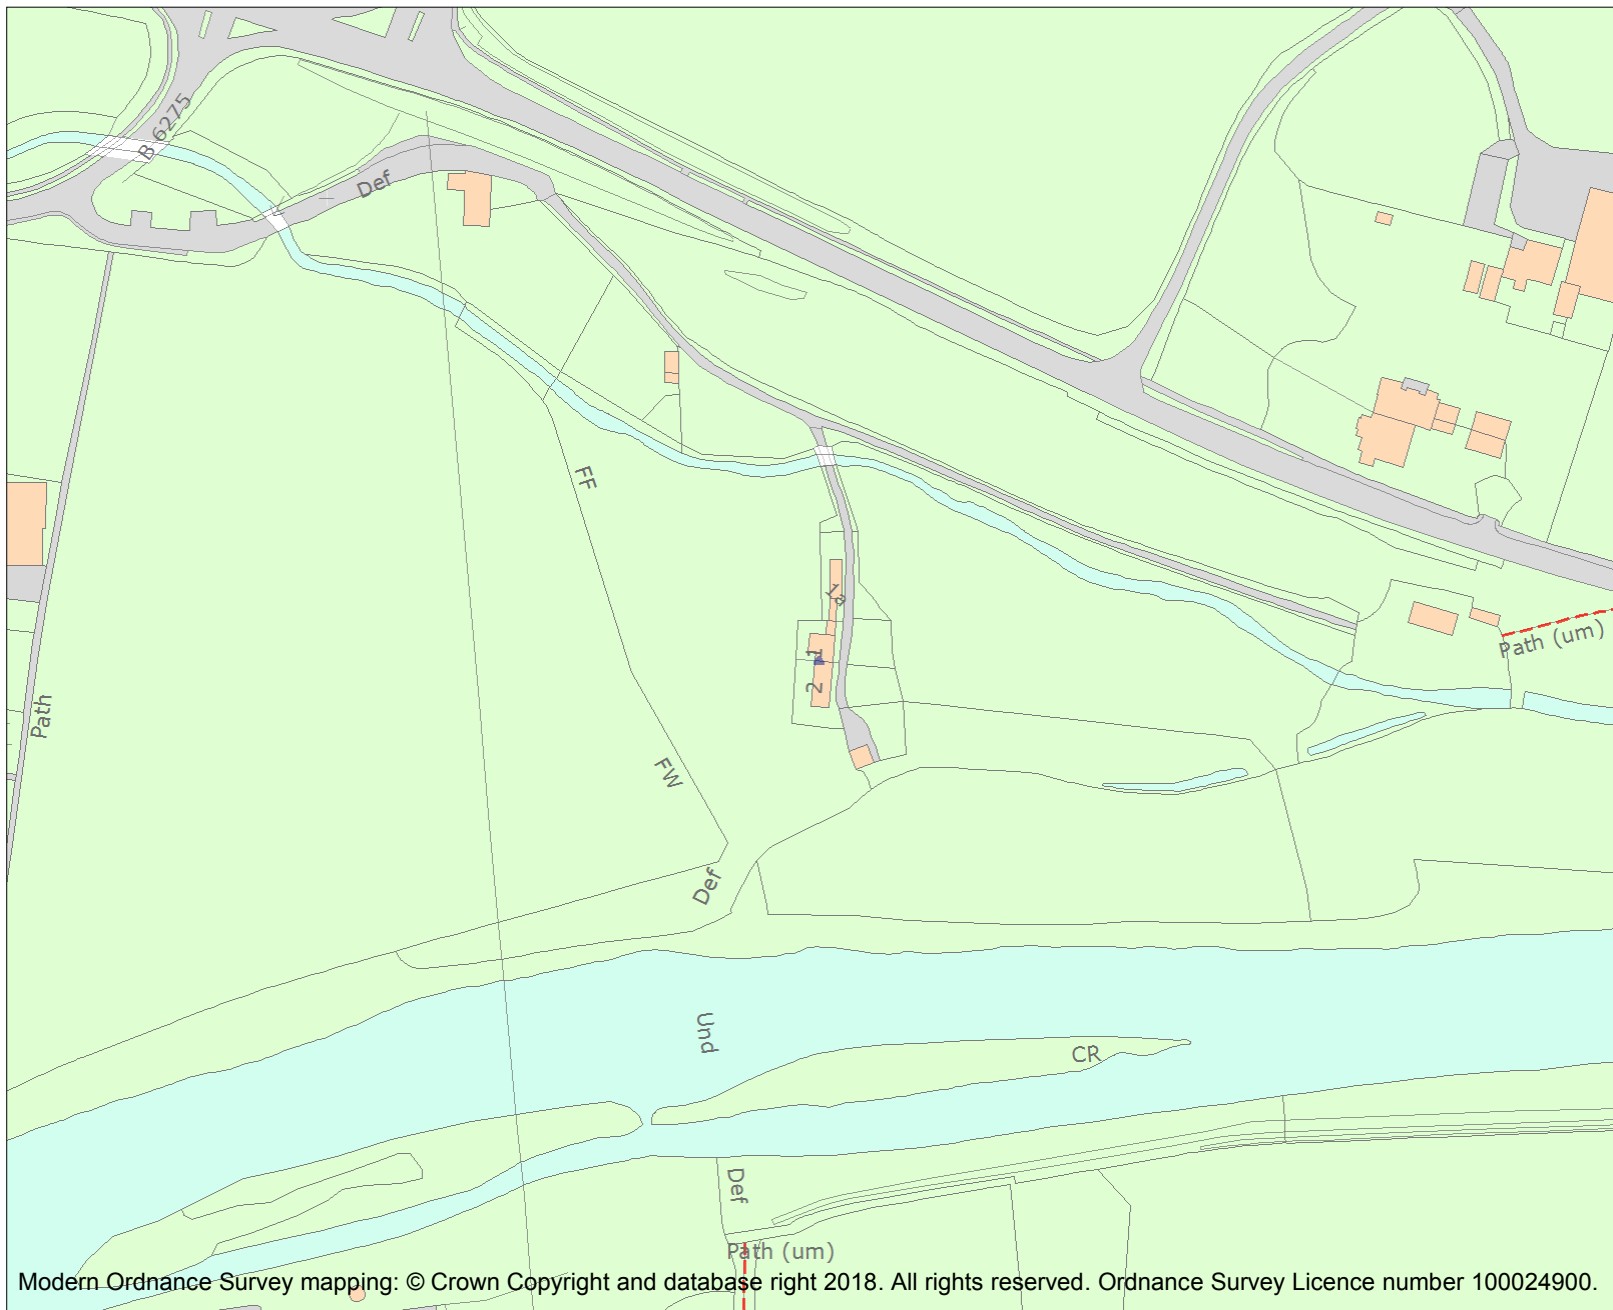 B 6275
Def
FF
1a
1
2
Path (um)
Path
FW
Def
Und
CR
Def
Path (um)
Modern Ordnance Survey mapping: © Crown Copyright and database right 2018. All rights reserved. Ordnance Survey Licence number 100024900.